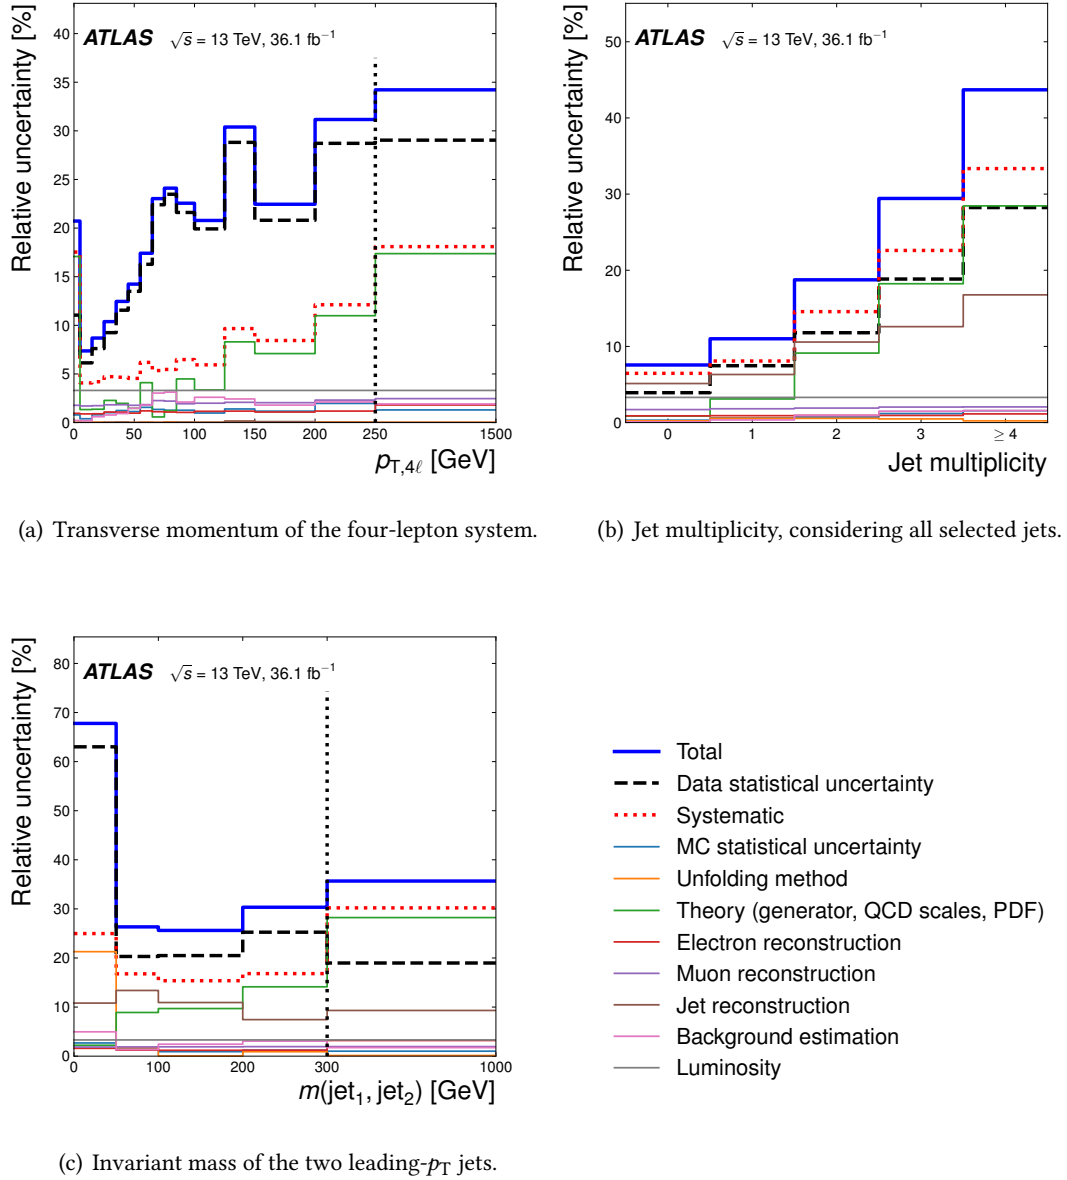 ATLAS √s = 13 TeV, 36.1 fb⁻¹
Relative uncertainty [%]
40
35
30
25
20
15
10
5
0
0 50 100 150 200 250 1500
p_T,4ℓ [GeV]
(a) Transverse momentum of the four-lepton system.
ATLAS √s = 13 TeV, 36.1 fb⁻¹
Relative uncertainty [%]
50
40
30
20
10
0
0 1 2 3 ≥ 4
Jet multiplicity
(b) Jet multiplicity, considering all selected jets.
ATLAS √s = 13 TeV, 36.1 fb⁻¹
Relative uncertainty [%]
80
70
60
50
40
30
20
10
0
0 100 200 300 1000
m(jet₁, jet₂) [GeV]
(c) Invariant mass of the two leading-p_T jets.
Total
Data statistical uncertainty
Systematic
MC statistical uncertainty
Unfolding method
Theory (generator, QCD scales, PDF)
Electron reconstruction
Muon reconstruction
Jet reconstruction
Background estimation
Luminosity